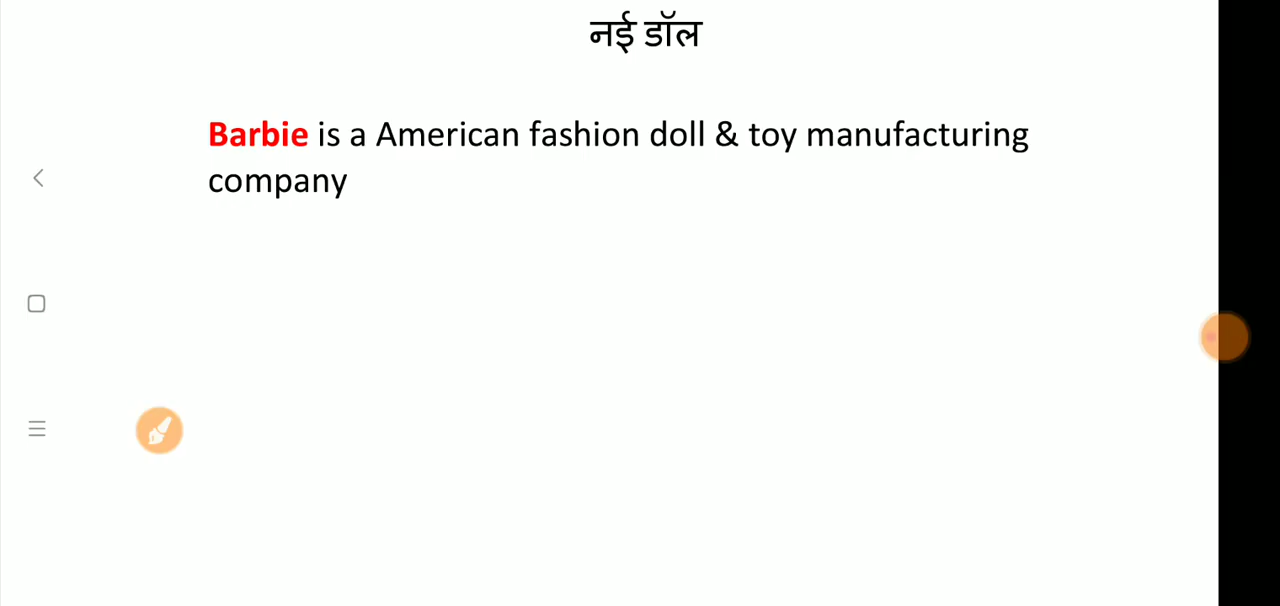 नई डॉल
Barbie is a American fashion doll & toy manufacturing
company